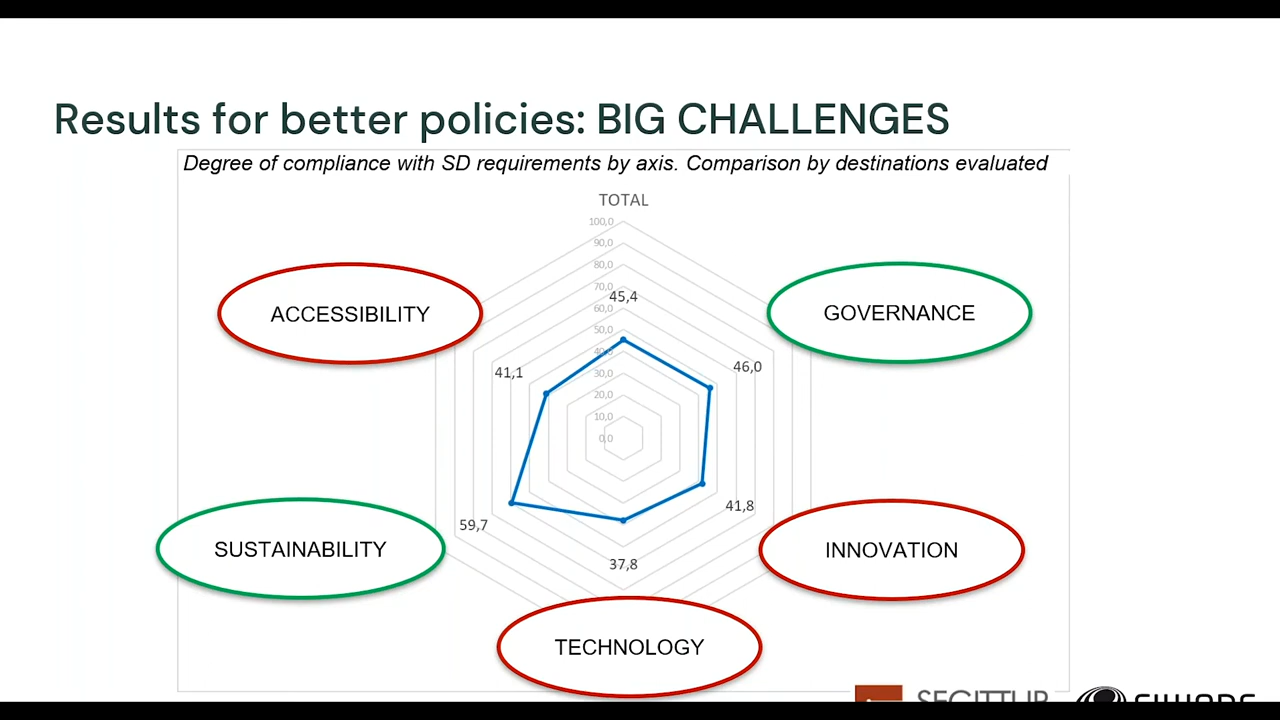 Results for better policies: BIG CHALLENGES
Degree of compliance with SD requirements by axis. Comparison by destinations evaluated
TOTAL
100,0
90,0
80,0
70,0
45,4
60,0
50,0
40,0
30,0
20,0
10,0
0,0
ACCESSIBILITY
GOVERNANCE
41,1
46,0
59,7
41,8
SUSTAINABILITY
INNOVATION
37,8
TECHNOLOGY